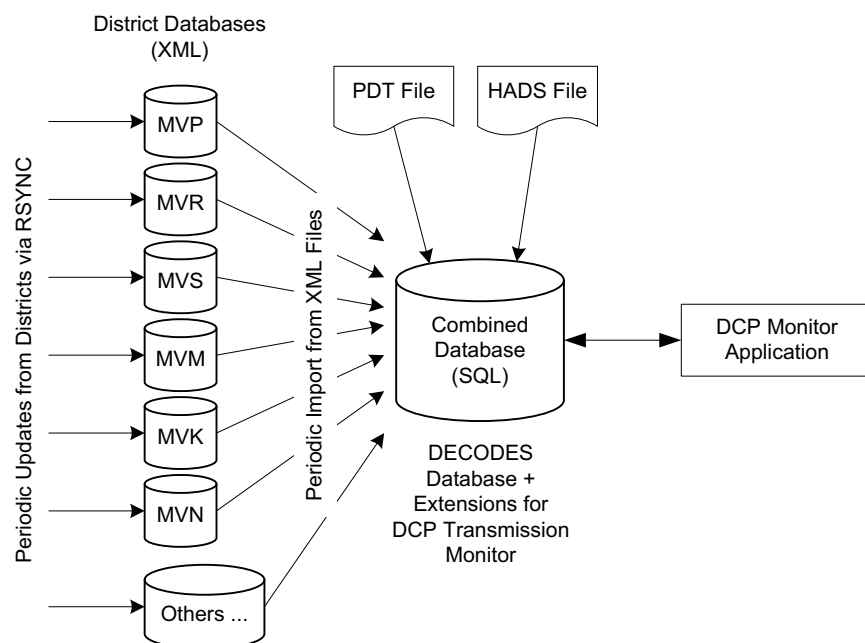 District Databases
(XML)
PDT File
HADS File
MVP
MVR
MVS
MVM
MVK
MVN
Others ...
Periodic Updates from Districts via RSYNC
Periodic Import from XML Files
Combined
Database
(SQL)
DCP Monitor
Application
DECODES
Database +
Extensions for
DCP Transmission
Monitor